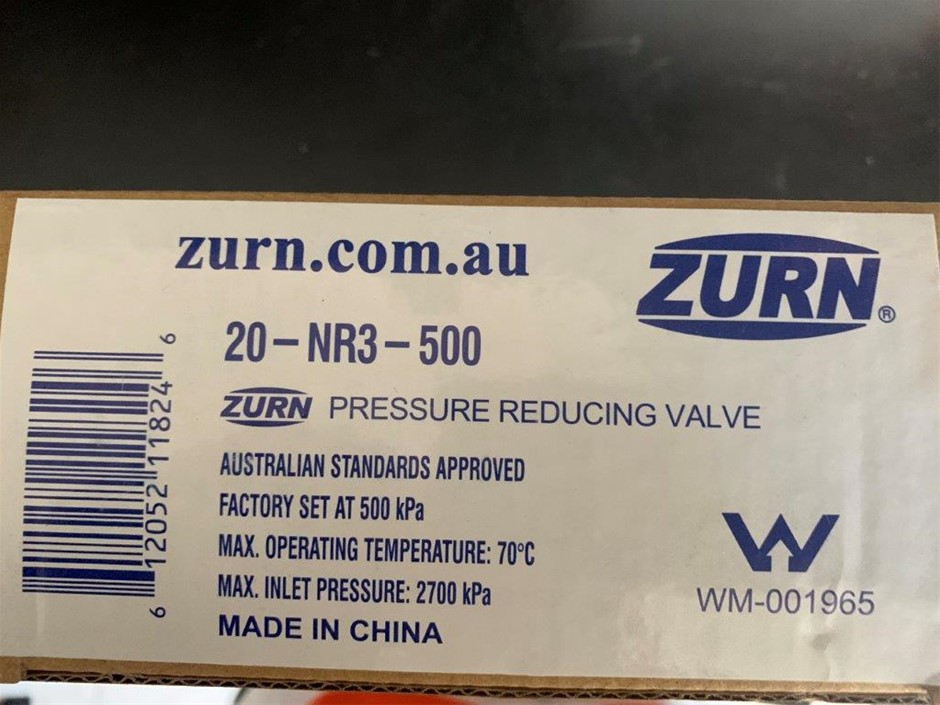 zurn.com.au
ZURN®
20-NR3-500
ZURN PRESSURE REDUCING VALVE
AUSTRALIAN STANDARDS APPROVED
FACTORY SET AT 500 kPa
MAX. OPERATING TEMPERATURE: 70°C
MAX. INLET PRESSURE: 2700 kPa
MADE IN CHINA
6 12052 11824 6
W
WM-001965